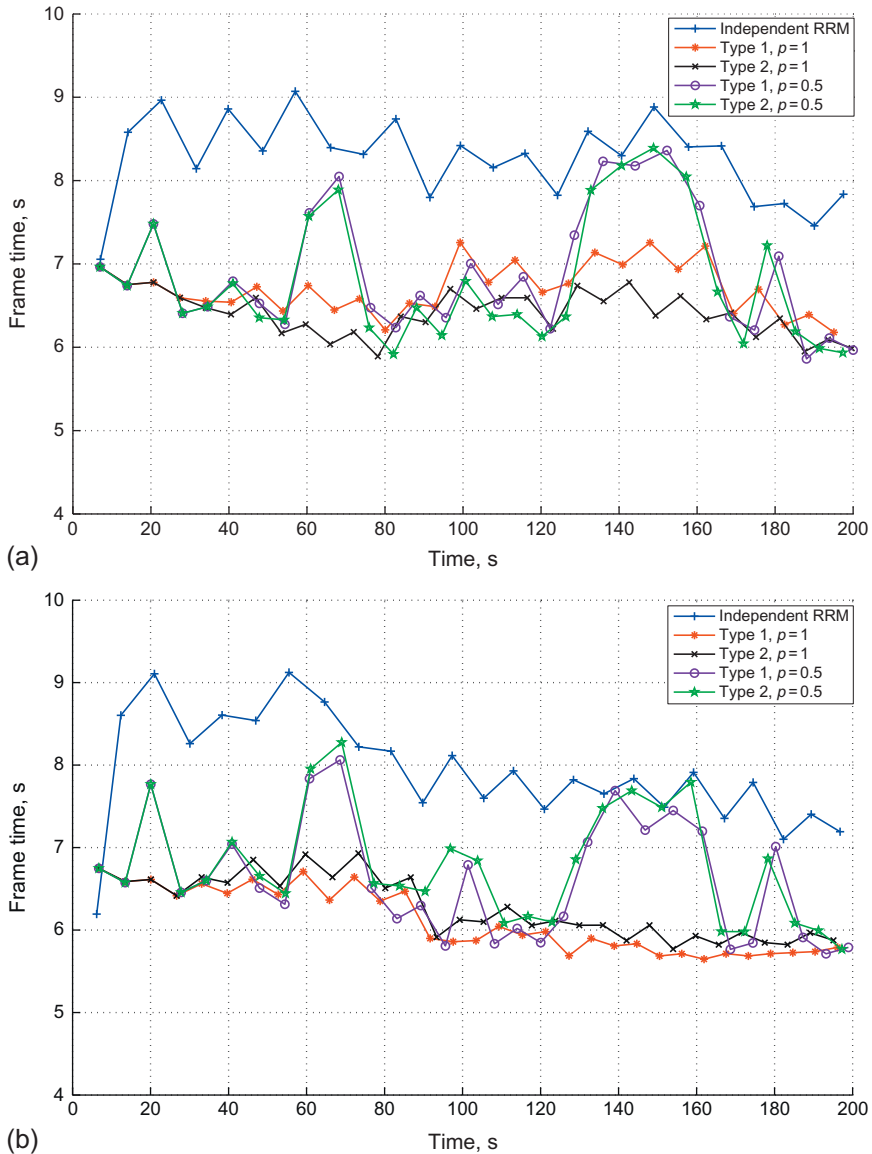 10
9
8
7
6
5
4
Frame time, s
Independent RRM
Type 1, p = 1
Type 2, p = 1
Type 1, p = 0.5
Type 2, p = 0.5
0 20 40 60 80 100 120 140 160 180 200
Time, s
(a)
10
9
8
7
6
5
4
Frame time, s
Independent RRM
Type 1, p = 1
Type 2, p = 1
Type 1, p = 0.5
Type 2, p = 0.5
0 20 40 60 80 100 120 140 160 180 200
Time, s
(b)